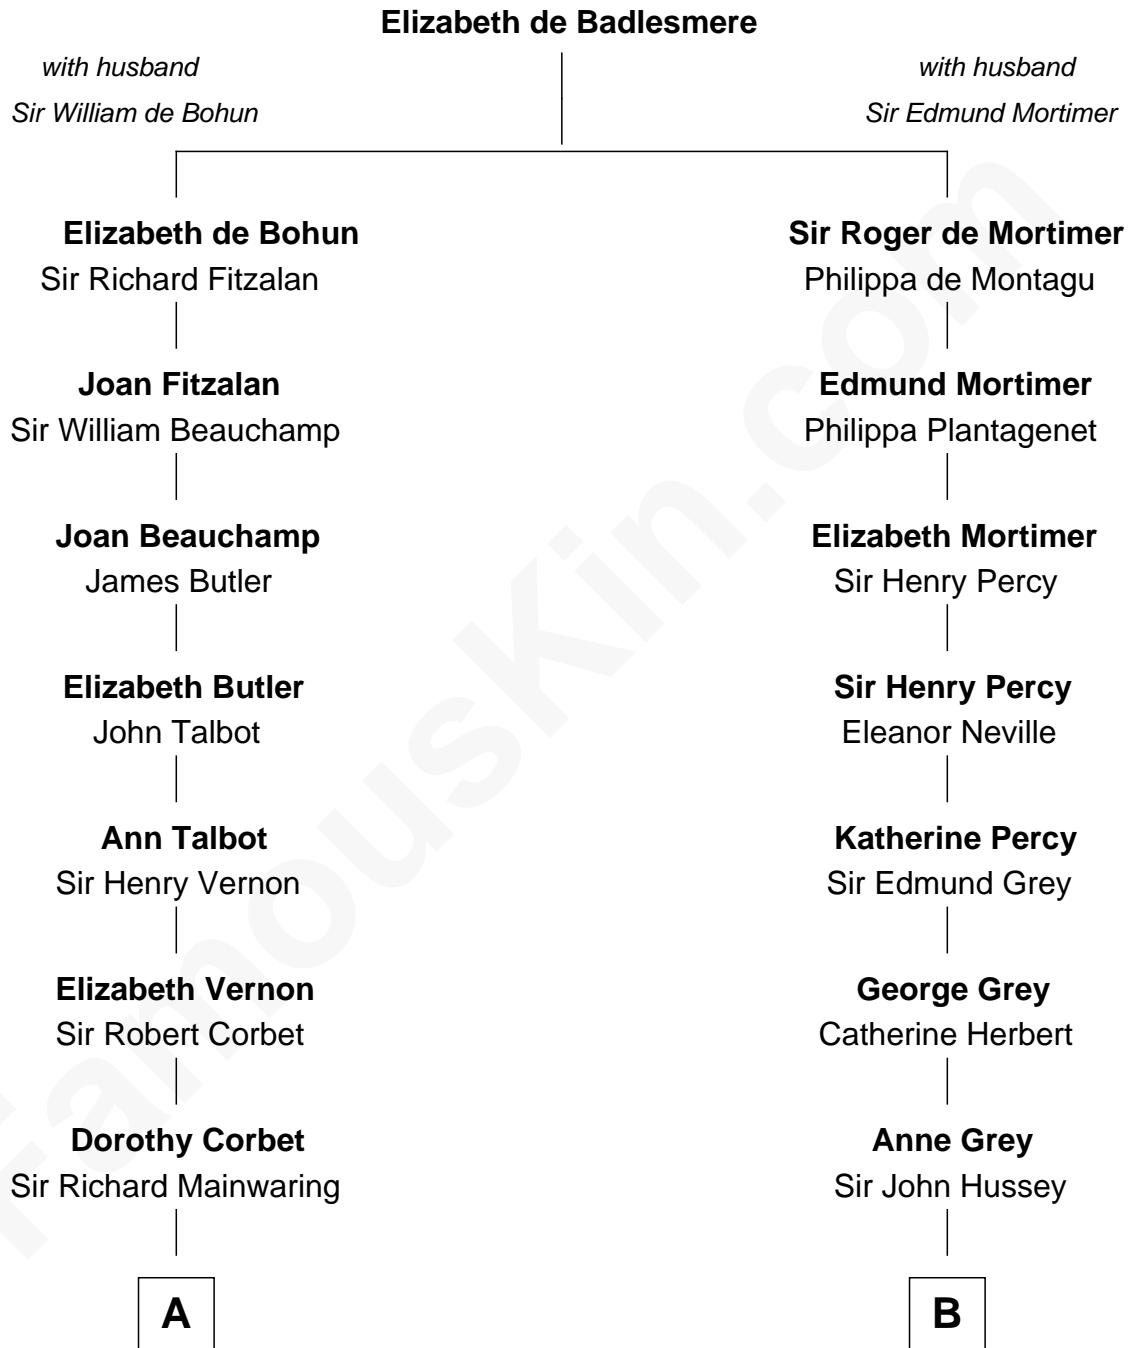 Elizabeth de Badlesmere
with husband
Sir William de Bohun
with husband
Sir Edmund Mortimer
Elizabeth de Bohun
Sir Richard Fitzalan
Sir Roger de Mortimer
Philippa de Montagu
Joan Fitzalan
Sir William Beauchamp
Edmund Mortimer
Philippa Plantagenet
Joan Beauchamp
James Butler
Elizabeth Mortimer
Sir Henry Percy
Elizabeth Butler
John Talbot
Sir Henry Percy
Eleanor Neville
Ann Talbot
Sir Henry Vernon
Katherine Percy
Sir Edmund Grey
Elizabeth Vernon
Sir Robert Corbet
George Grey
Catherine Herbert
Dorothy Corbet
Sir Richard Mainwaring
Anne Grey
Sir John Hussey
A
B
FamousKin.com